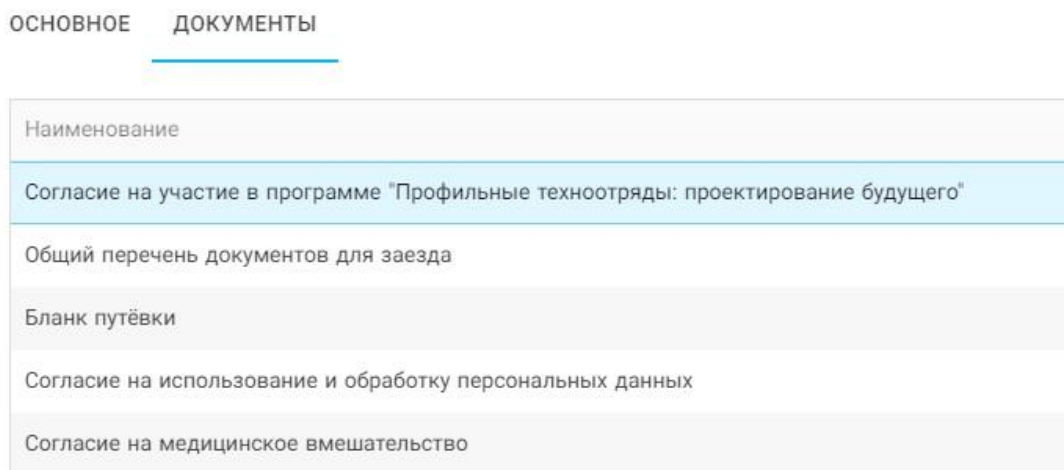 ОСНОВНОЕ ДОКУМЕНТЫ
Наименование
Согласие на участие в программе "Профильные техноотряды: проектирование будущего"
Общий перечень документов для заезда
Бланк путёвки
Согласие на использование и обработку персональных данных
Согласие на медицинское вмешательство